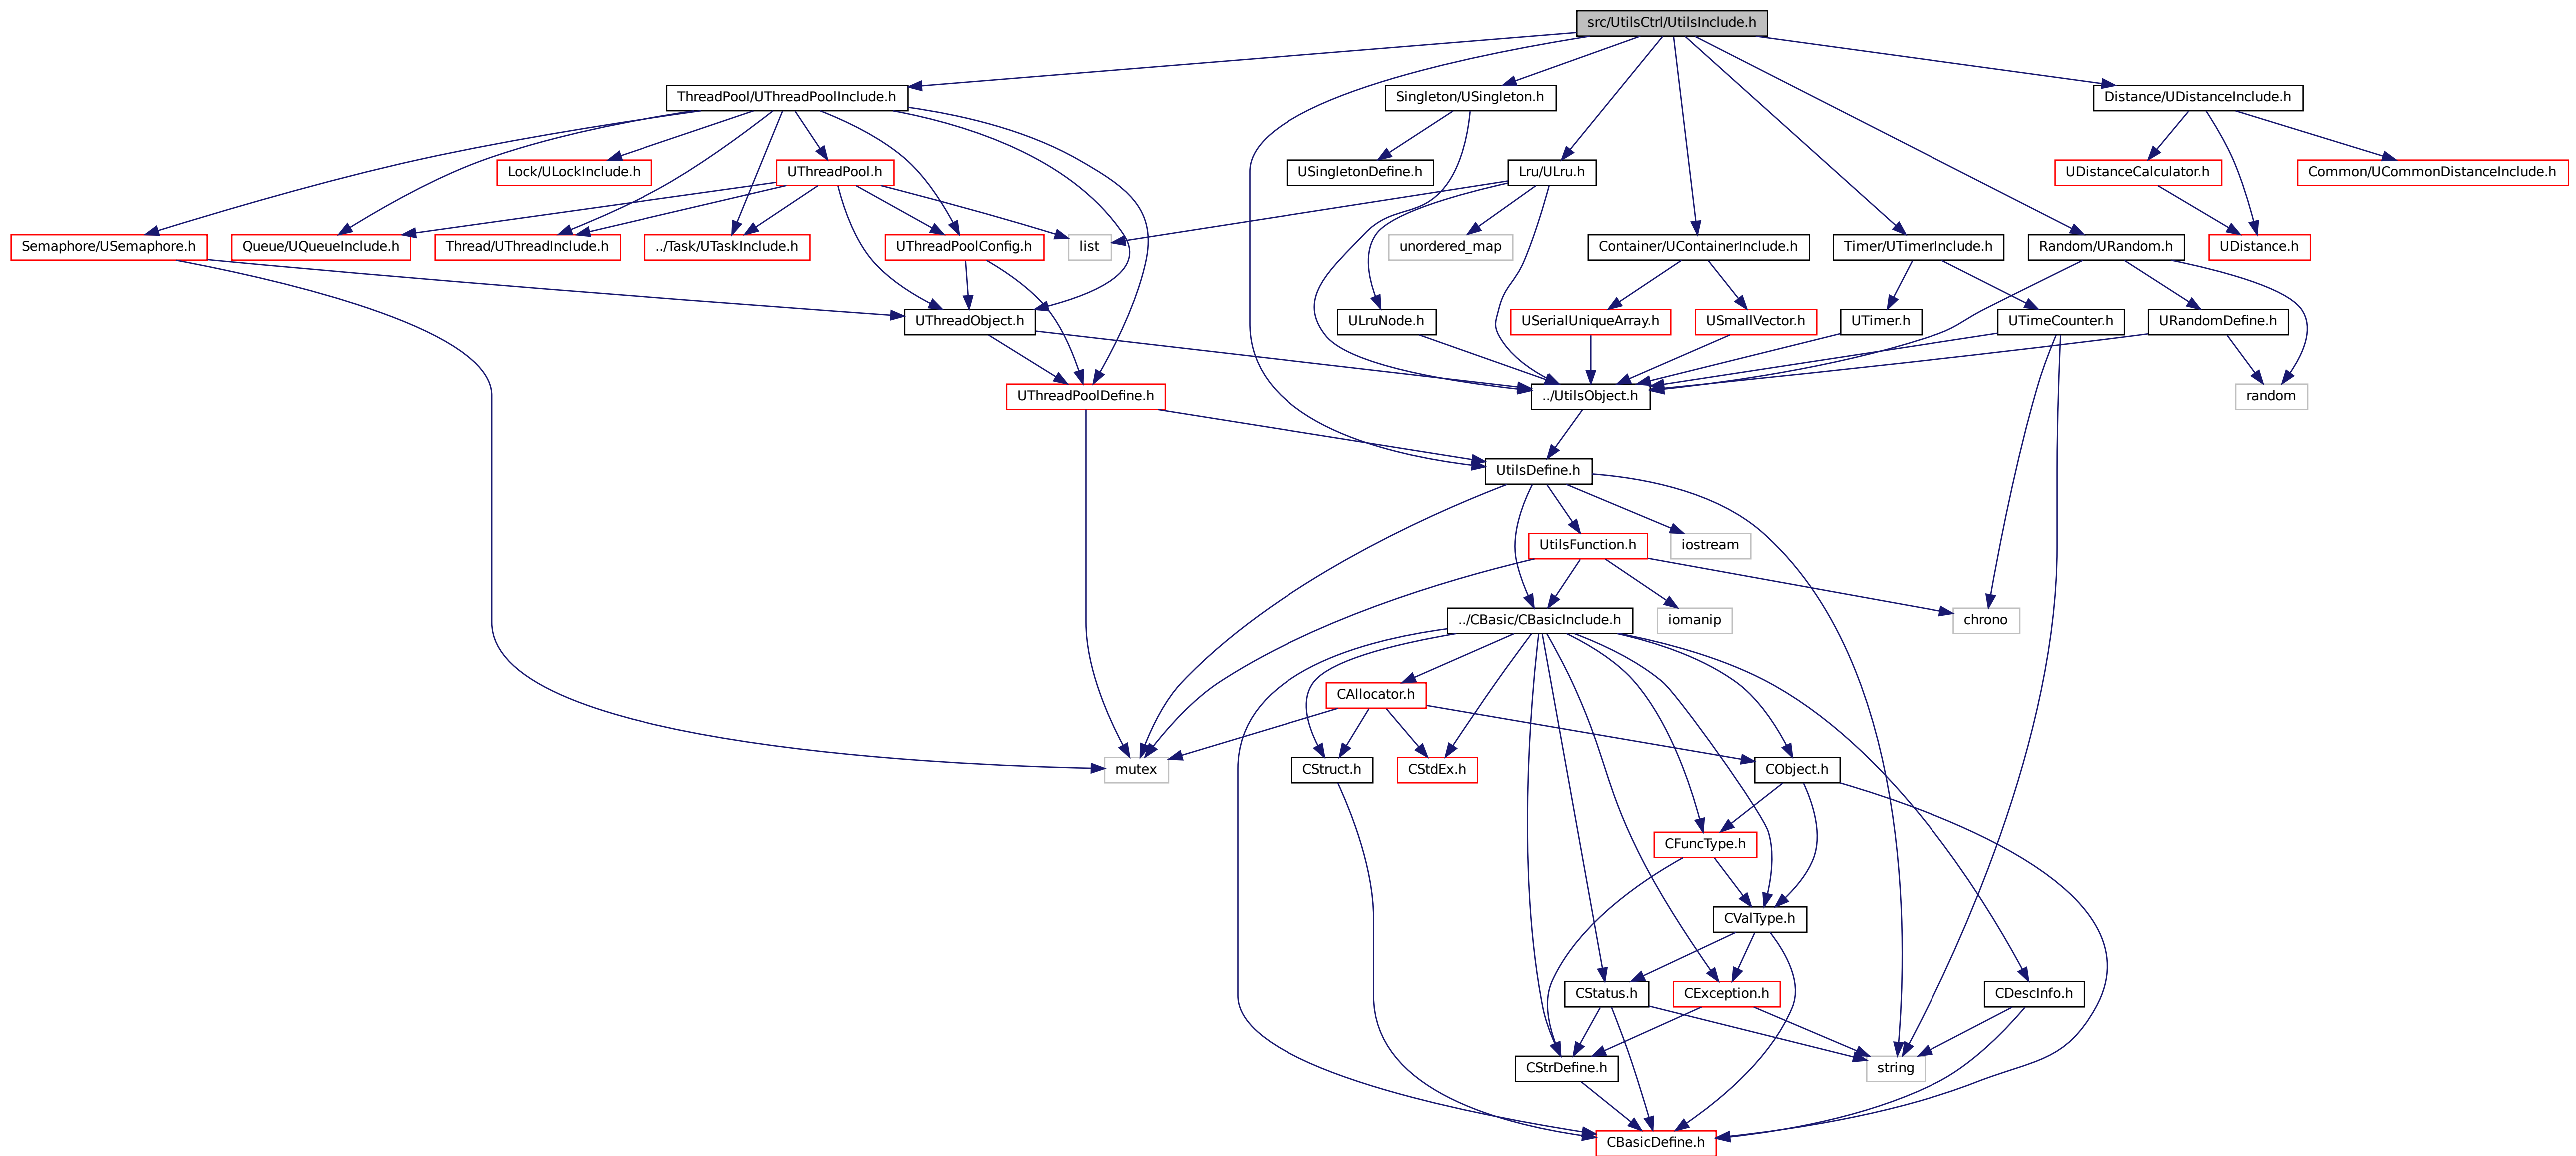 src/UtilsCtrl/UtilsInclude.h
ThreadPool/UThreadPoolInclude.h
Singleton/USingleton.h
Distance/UDistanceInclude.h
Lock/ULockInclude.h
UThreadPool.h
USingletonDefine.h
Lru/ULru.h
UDistanceCalculator.h
Common/UCommonDistanceInclude.h
Semaphore/USemaphore.h
Queue/UQueueInclude.h
Thread/UThreadInclude.h
../Task/UTaskInclude.h
UThreadPoolConfig.h
list
unordered_map
Container/UContainerInclude.h
Timer/UTimerInclude.h
Random/URandom.h
UDistance.h
UThreadObject.h
ULruNode.h
USerialUniqueArray.h
USmallVector.h
UTimer.h
UTimeCounter.h
URandomDefine.h
UThreadPoolDefine.h
../UtilsObject.h
random
UtilsDefine.h
UtilsFunction.h
iostream
../CBasic/CBasicInclude.h
iomanip
chrono
CAllocator.h
mutex
CStruct.h
CStdEx.h
CObject.h
CFuncType.h
CValType.h
CStatus.h
CException.h
CDescInfo.h
CStrDefine.h
string
CBasicDefine.h